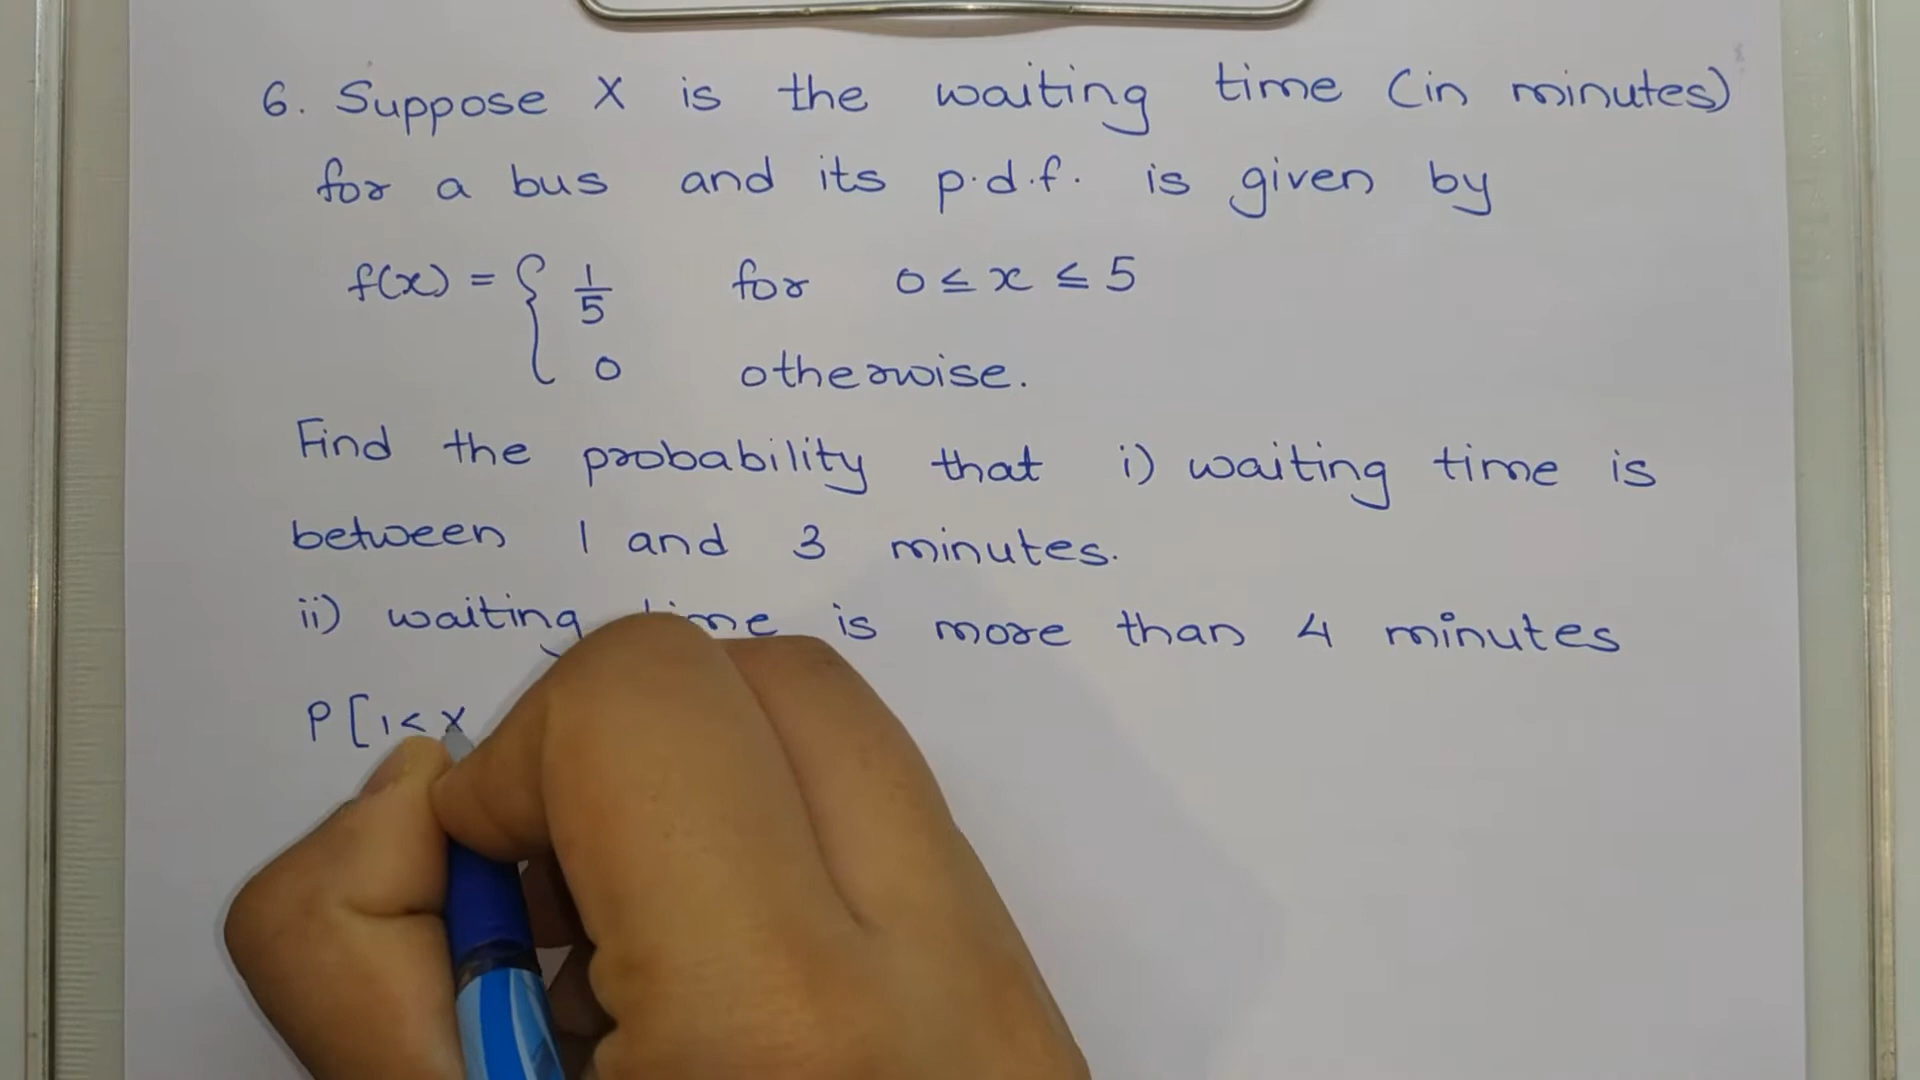 6. Suppose X is the waiting time (in minutes)
for a bus and its p.d.f. is given by
f(x) = { 1/5 for 0 ≤ x ≤ 5
0 otherwise.
Find the probability that i) waiting time is
between 1 and 3 minutes.
ii) waiting time is more than 4 minutes
P[1<X